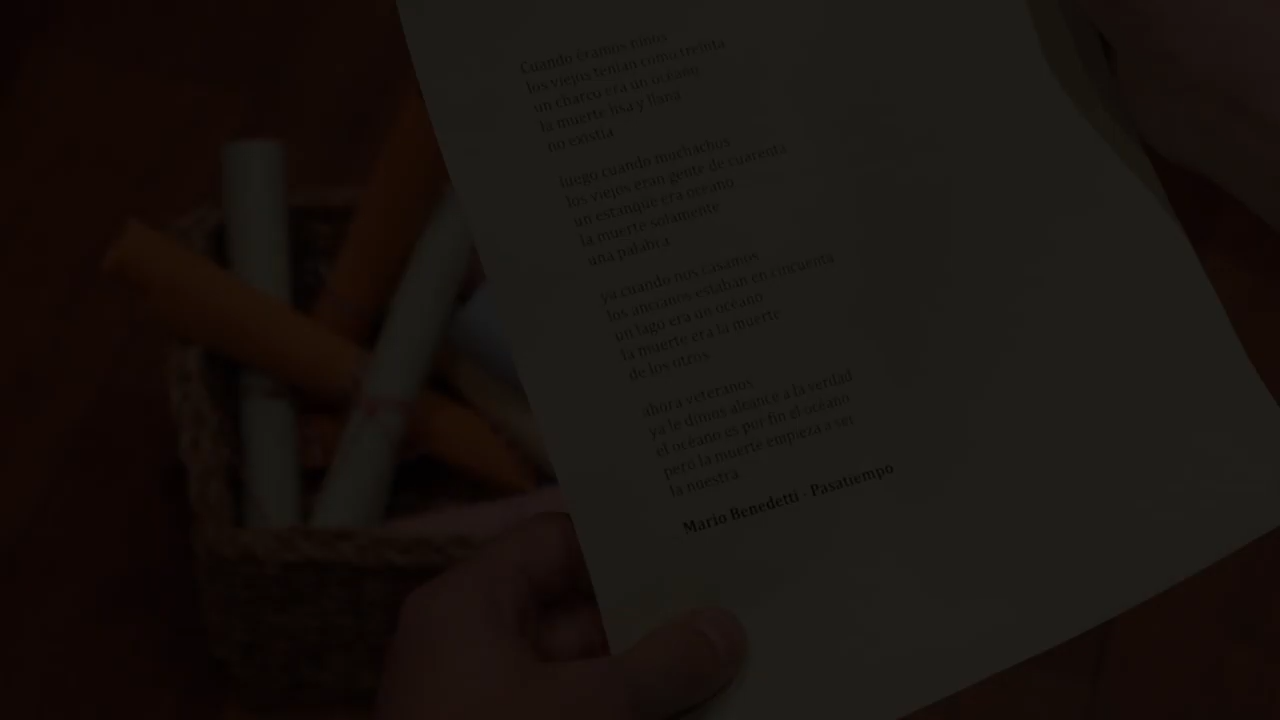 Cuando éramos niños
los viejos tenían como treinta
un charco era un océano
la muerte lisa y llana
no existía
luego cuando muchachos
los viejos eran gente de cuarenta
un estanque era océano
la muerte solamente
una palabra
ya cuando nos casamos
los ancianos estaban en cincuenta
un lago era un océano
la muerte era la muerte
de los otros
ahora veteranos
ya le dimos alcance a la verdad
el océano es por fin el océano
pero la muerte empieza a ser
la nuestra
Mario Benedetti - Pasatiempo